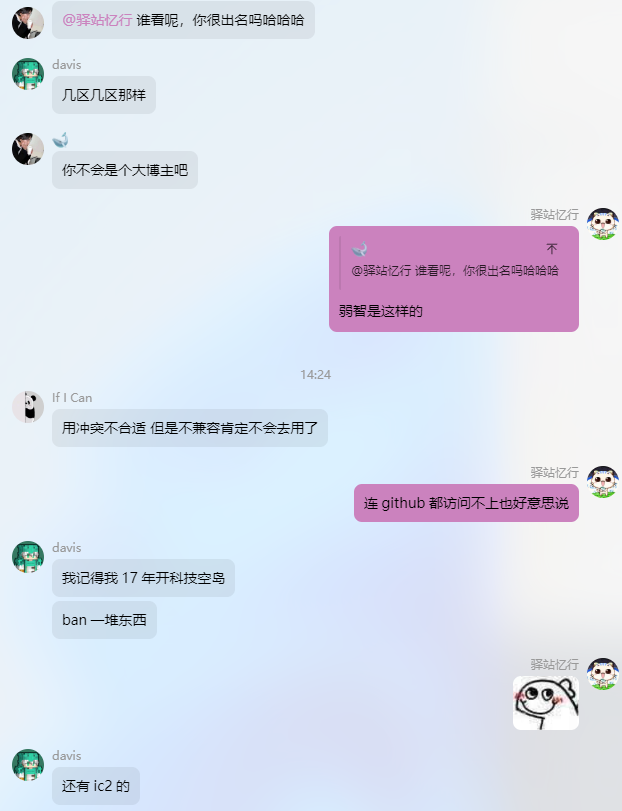 @驿站忆行 谁看呢，你很出名吗哈哈哈
davis
几区几区那样
你不会是个大博主吧
驿站忆行
@驿站忆行 谁看呢，你很出名吗哈哈哈
弱智是这样的
14:24
If I Can
用冲突不合适 但是不兼容肯定不会去用了
驿站忆行
连 github 都访问不上也好意思说
davis
我记得我 17 年开科技空岛
ban 一堆东西
驿站忆行
davis
还有 ic2 的